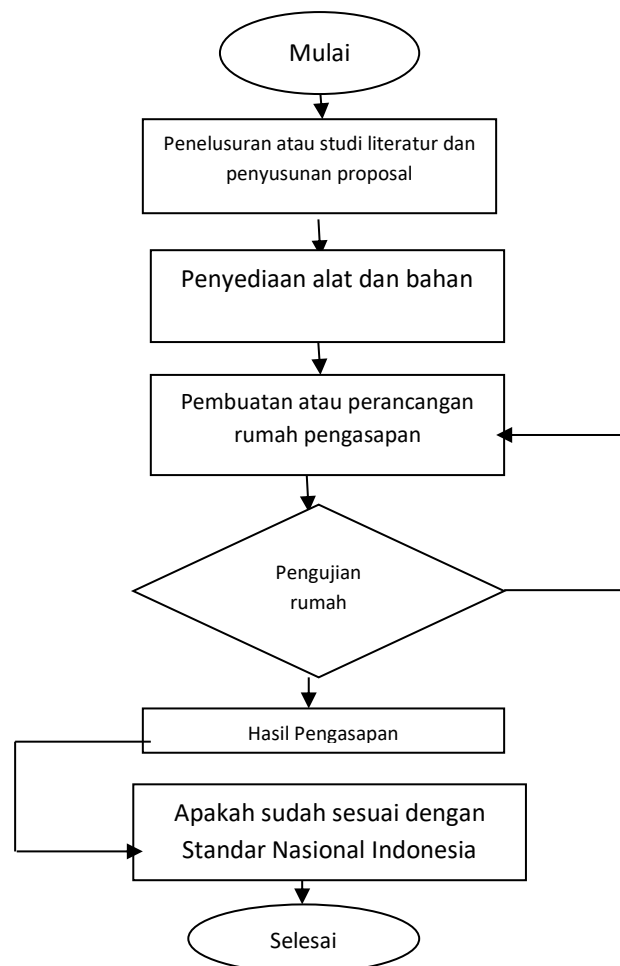 Mulai
Penelusuran atau studi literatur dan
penyusunan proposal
Penyediaan alat dan bahan
Pembuatan atau perancangan
rumah pengasapan
Pengujian
rumah
Hasil Pengasapan
Apakah sudah sesuai dengan
Standar Nasional Indonesia
Selesai